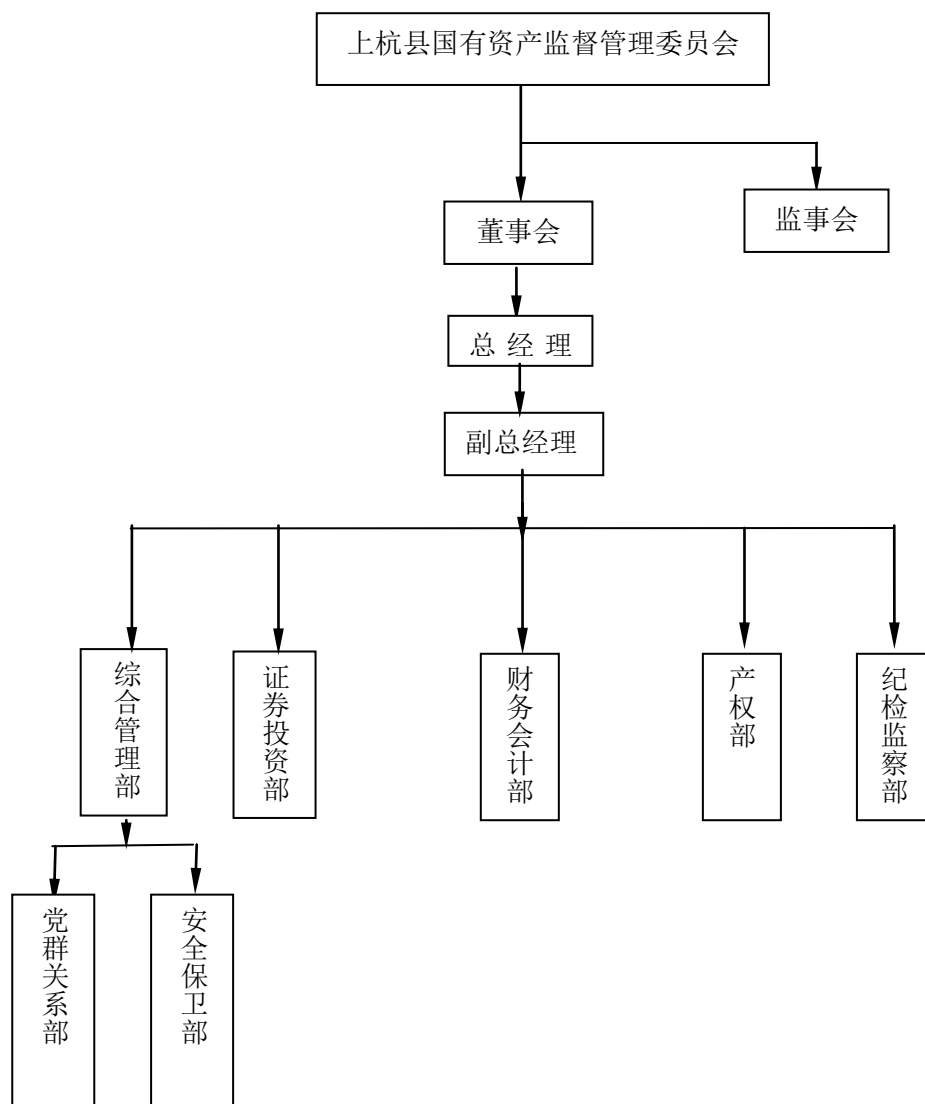 上杭县国有资产监督管理委员会
董事会
监事会
总 经 理
副总经理
综合管理部
证券投资部
财务会计部
产权部
纪检监察部
党群关系部
安全保卫部